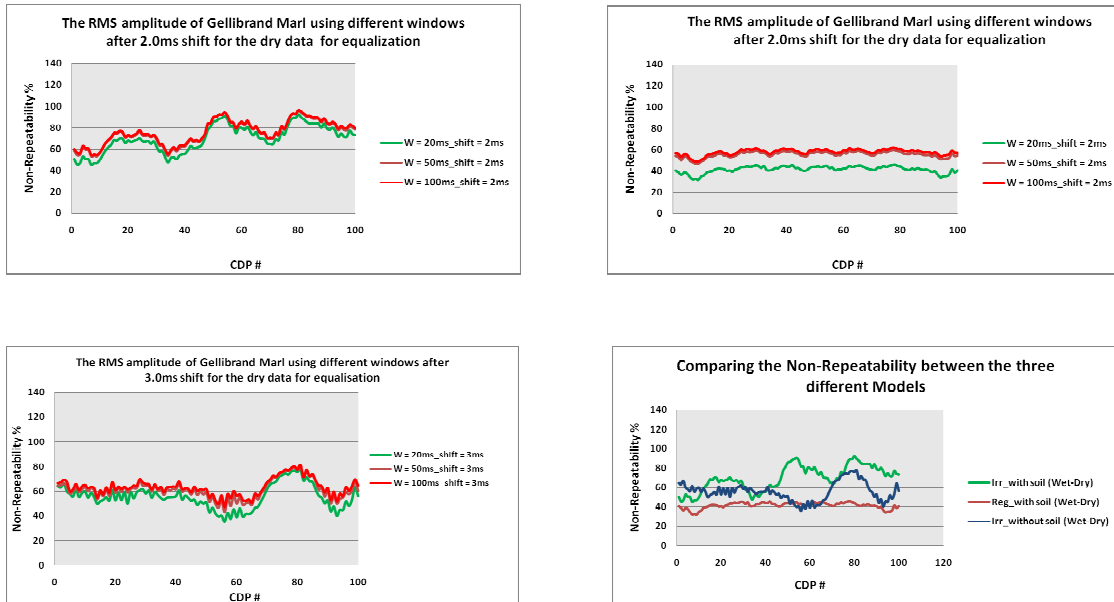 The RMS amplitude of Gellibrand Marl using different windows
after 2.0ms shift for the dry data for equalization
Non-Repeatability %
140
120
100
80
60
40
20
0
0
20
40
60
80
100
CDP #
W = 20ms_shift = 2ms
W = 50ms_shift = 2ms
W = 100ms_shift = 2ms
The RMS amplitude of Gellibrand Marl using different windows
after 2.0ms shift for the dry data for equalization
Non-Repeatability %
140
120
100
80
60
40
20
0
0
20
40
60
80
100
CDP #
W = 20ms_shift = 2ms
W = 50ms_shift = 2ms
W = 100ms_shift = 2ms
The RMS amplitude of Gellibrand Marl using different windows after
3.0ms shift for the dry data for equalisation
Non-Repeatability %
140
120
100
80
60
40
20
0
0
20
40
60
80
100
CDP #
W = 20ms_shift = 3ms
W = 50ms_shift = 3ms
W = 100ms_shift = 3ms
Comparing the Non-Repeatability between the three
different Models
Non-Repeatability %
140
120
100
80
60
40
20
0
0
20
40
60
80
100
120
CDP #
Irr_with soil (Wet-Dry)
Reg_with soil (Wet-Dry)
Irr_without soil (Wet-Dry)